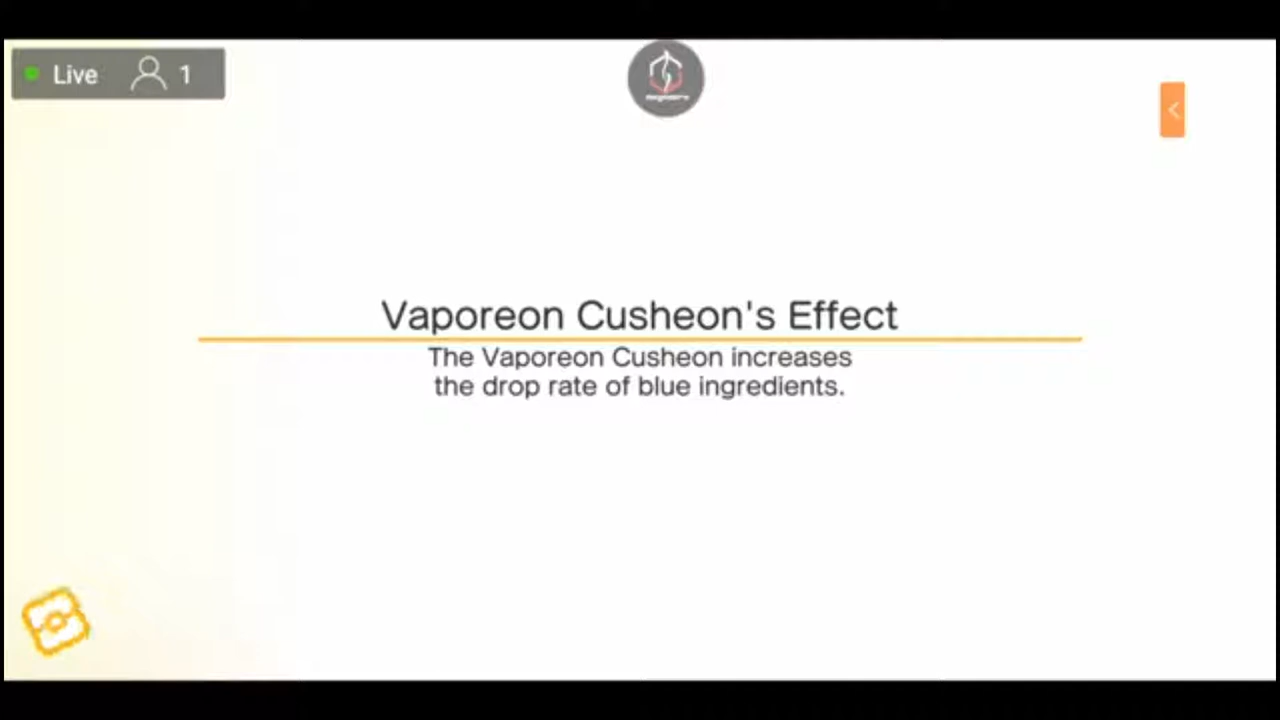 Live 1
Vaporeon Cusheon's Effect
The Vaporeon Cusheon increases
the drop rate of blue ingredients.